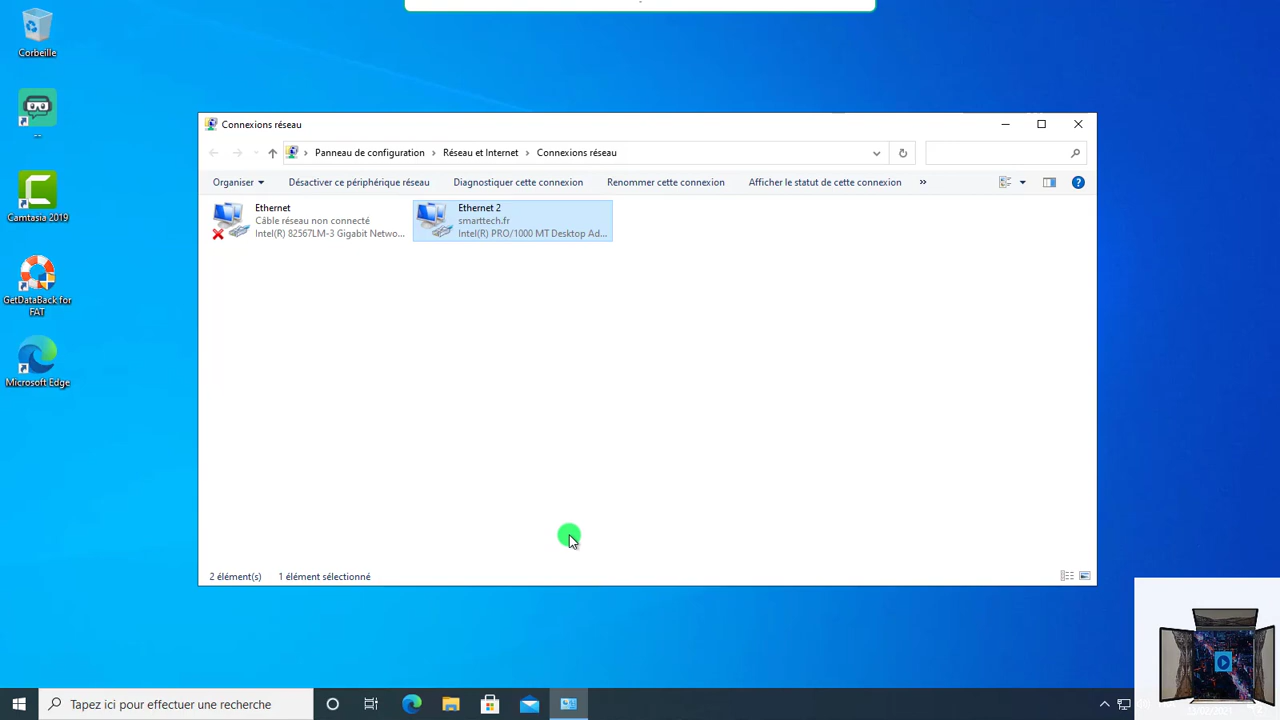 Corbeille
--
Camtasia 2019
GetDataBack for
FAT
Microsoft Edge
Connexions réseau
Panneau de configuration
Réseau et Internet
Connexions réseau
Organiser
Désactiver ce périphérique réseau
Diagnostiquer cette connexion
Renommer cette connexion
Afficher le statut de cette connexion
»
Ethernet
Câble réseau non connecté
Intel(R) 82567LM-3 Gigabit Netwo...
Ethernet 2
smarttech.fr
Intel(R) PRO/1000 MT Desktop Ad...
2 élément(s)
1 élément sélectionné
Tapez ici pour effectuer une recherche